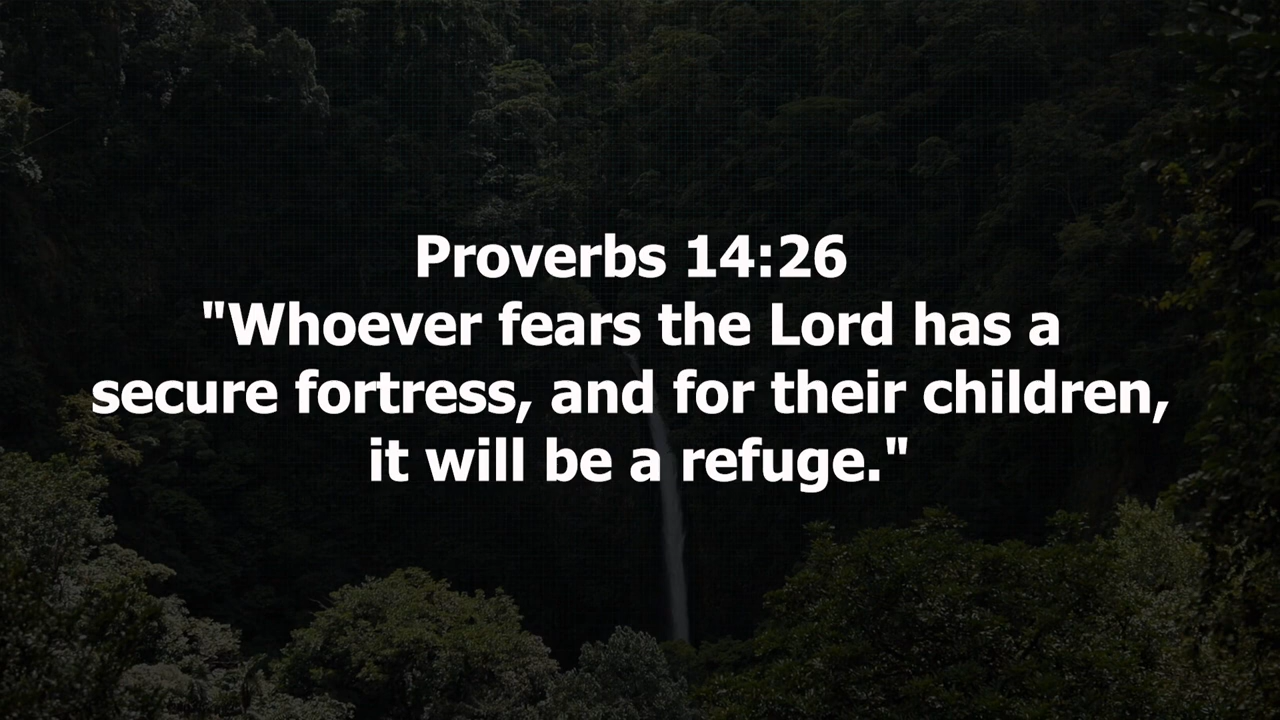 Proverbs 14:26
"Whoever fears the Lord has a
secure fortress, and for their children,
it will be a refuge."